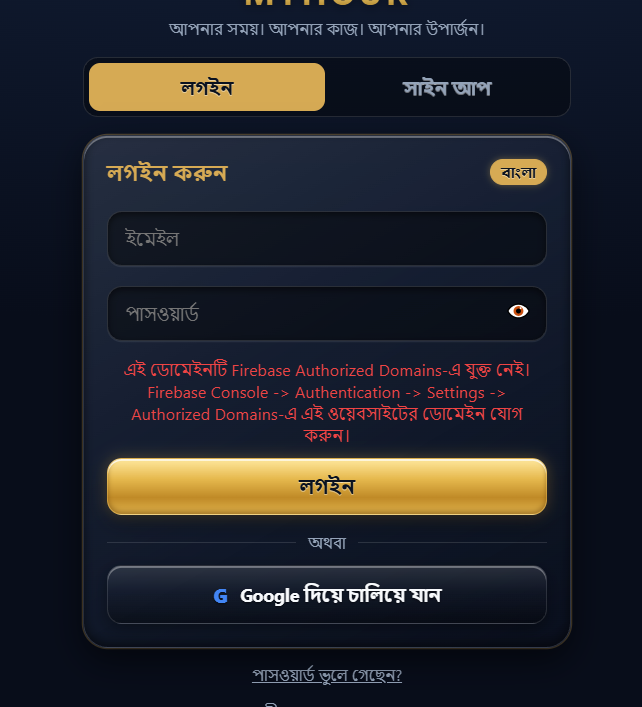 আপনার সময়। আপনার কাজ। আপনার উপার্জন।
লগইন
সাইন আপ
লগইন করুন
বাংলা
ইমেইল
পাসওয়ার্ড
এই ডোমেইনটি Firebase Authorized Domains-এ যুক্ত নেই।
Firebase Console -> Authentication -> Settings ->
Authorized Domains-এ এই ওয়েবসাইটের ডোমেইন যোগ
করুন।
লগইন
অথবা
G Google দিয়ে চালিয়ে যান
পাসওয়ার্ড ভুলে গেছেন?